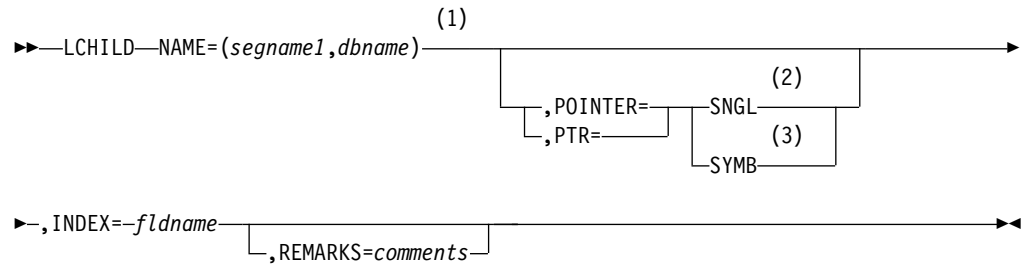 (1)
LCHILD NAME=(segname1,dbname)
(2)
,POINTER= SNGL
,PTR= (3)
SYMB
,INDEX= fldname
,REMARKS=comments